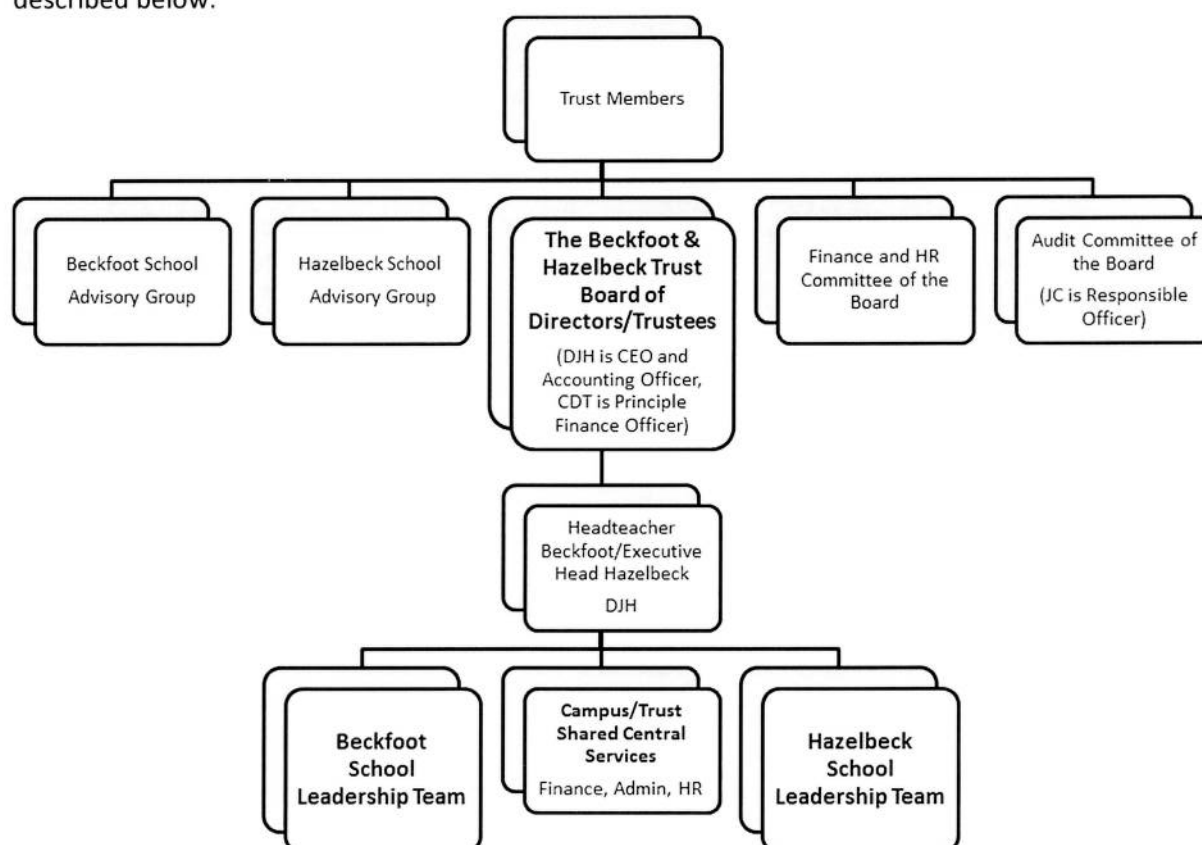 described below:
Trust Members
Beckfoot School
Advisory Group
Hazelbeck School
Advisory Group
The Beckfoot &
Hazelbeck Trust
Board of
Directors/Trustees
(DJH is CEO and
Accounting Officer,
CDT is Principle
Finance Officer)
Finance and HR
Committee of the
Board
Audit Committee of
the Board
(JC is Responsible
Officer)
Headteacher
Beckfoot/Executive
Head Hazelbeck
DJH
Beckfoot
School
Leadership Team
Campus/Trust
Shared Central
Services
Finance, Admin, HR
Hazelbeck
School
Leadership Team